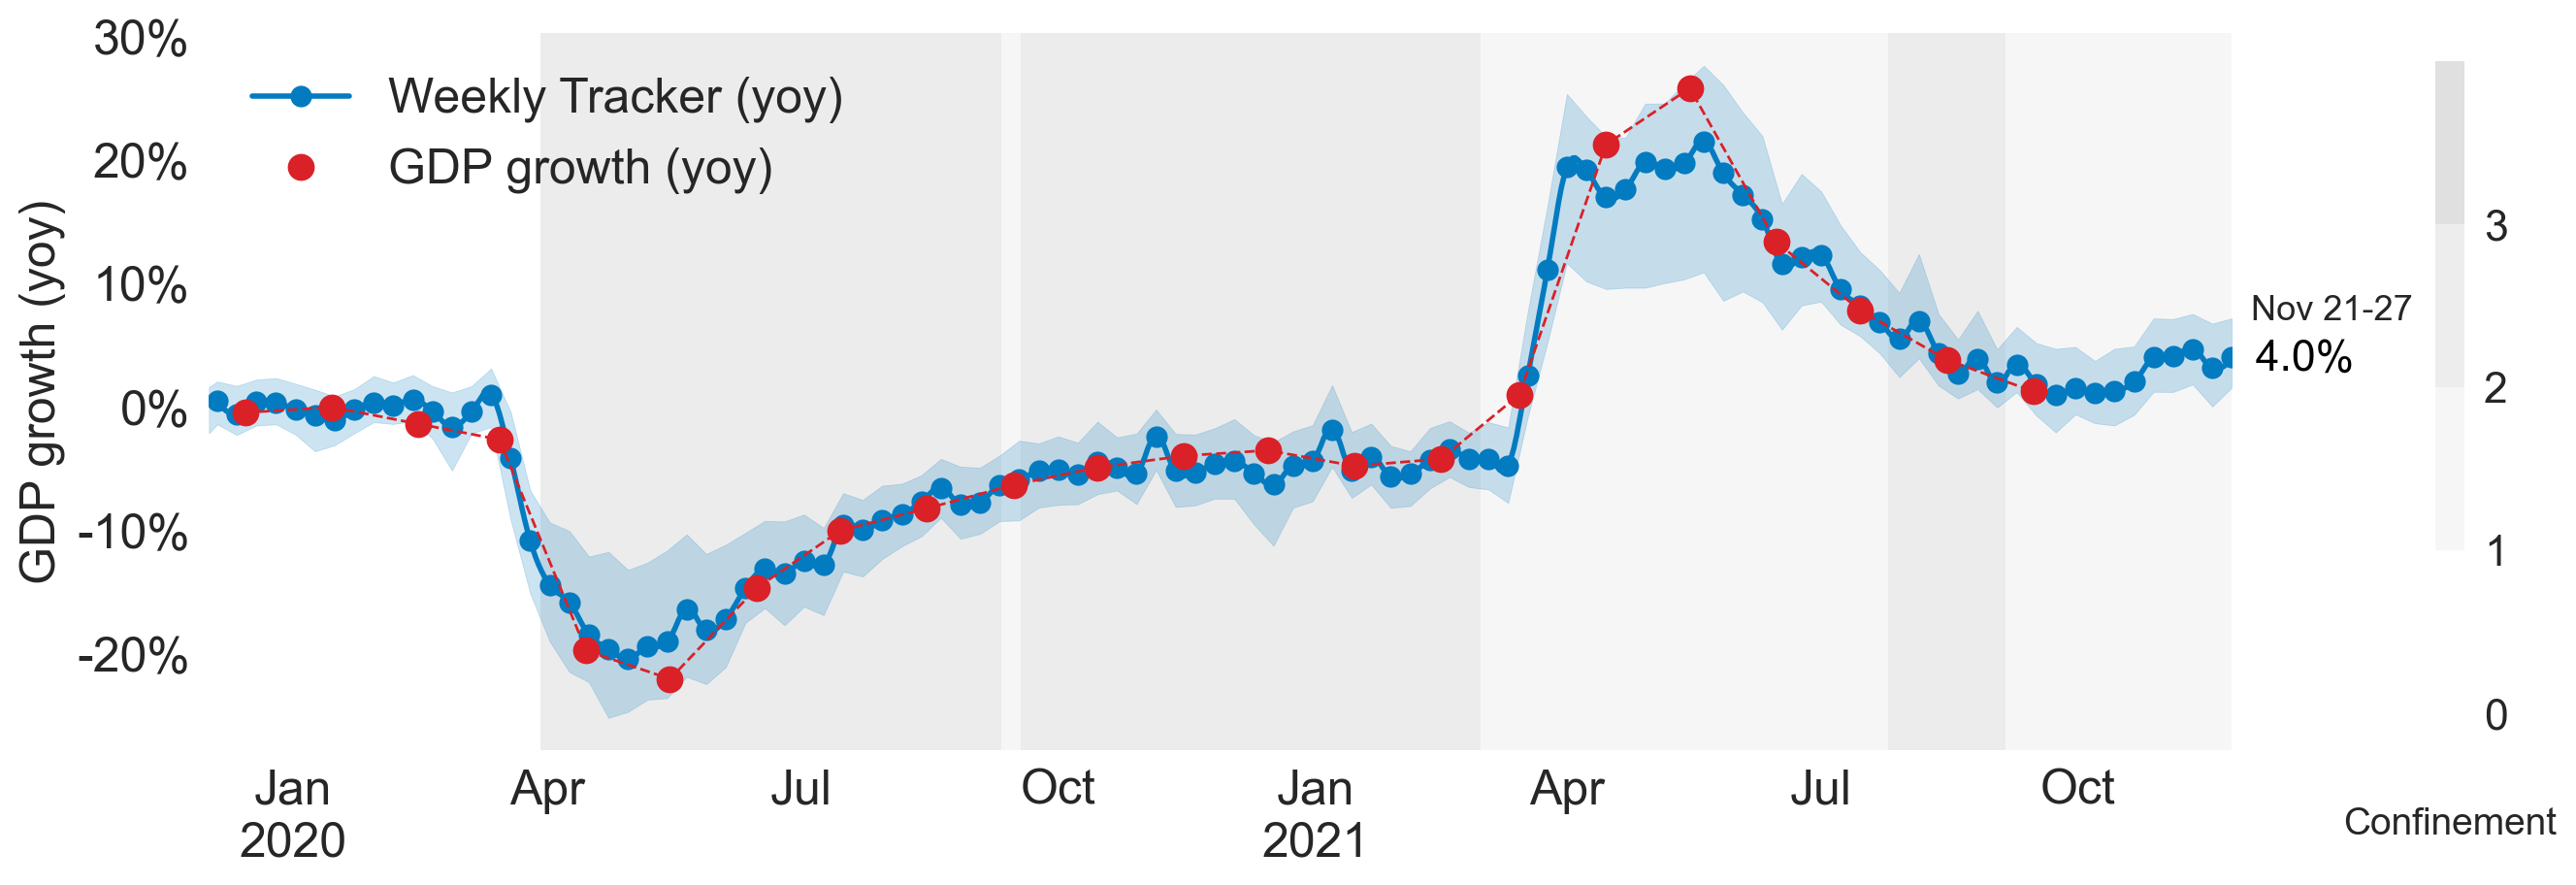 30%
20%
10%
0%
-10%
-20%
GDP growth (yoy)
Weekly Tracker (yoy)
GDP growth (yoy)
Nov 21-27
4.0%
3
2
1
0
Confinement
Jan
2020
Apr
Jul
Oct
Jan
2021
Apr
Jul
Oct